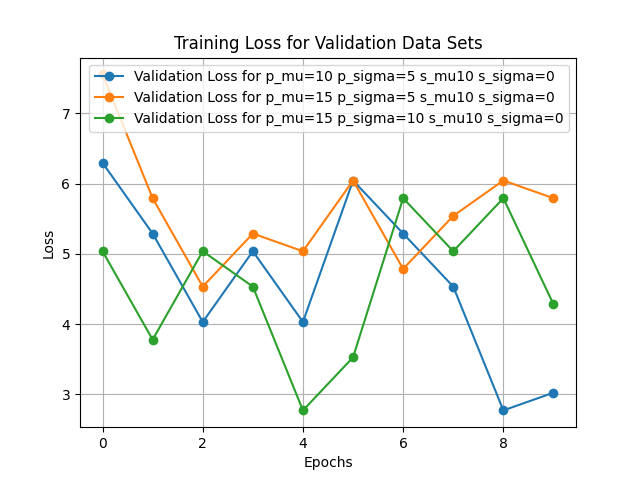 Training Loss for Validation Data Sets
Validation Loss for p_mu=10 p_sigma=5 s_mu10 s_sigma=0
Validation Loss for p_mu=15 p_sigma=5 s_mu10 s_sigma=0
Validation Loss for p_mu=15 p_sigma=10 s_mu10 s_sigma=0
7
6
5
4
3
Loss
0 2 4 6 8
Epochs